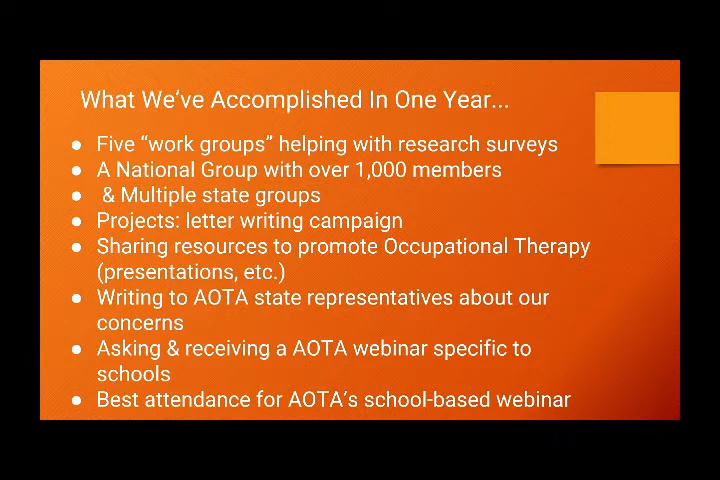 What We've Accomplished In One Year...
● Five “work groups” helping with research surveys
● A National Group with over 1,000 members
● & Multiple state groups
● Projects: letter writing campaign
● Sharing resources to promote Occupational Therapy
(presentations, etc.)
● Writing to AOTA state representatives about our
concerns
● Asking & receiving a AOTA webinar specific to
schools
● Best attendance for AOTA's school-based webinar